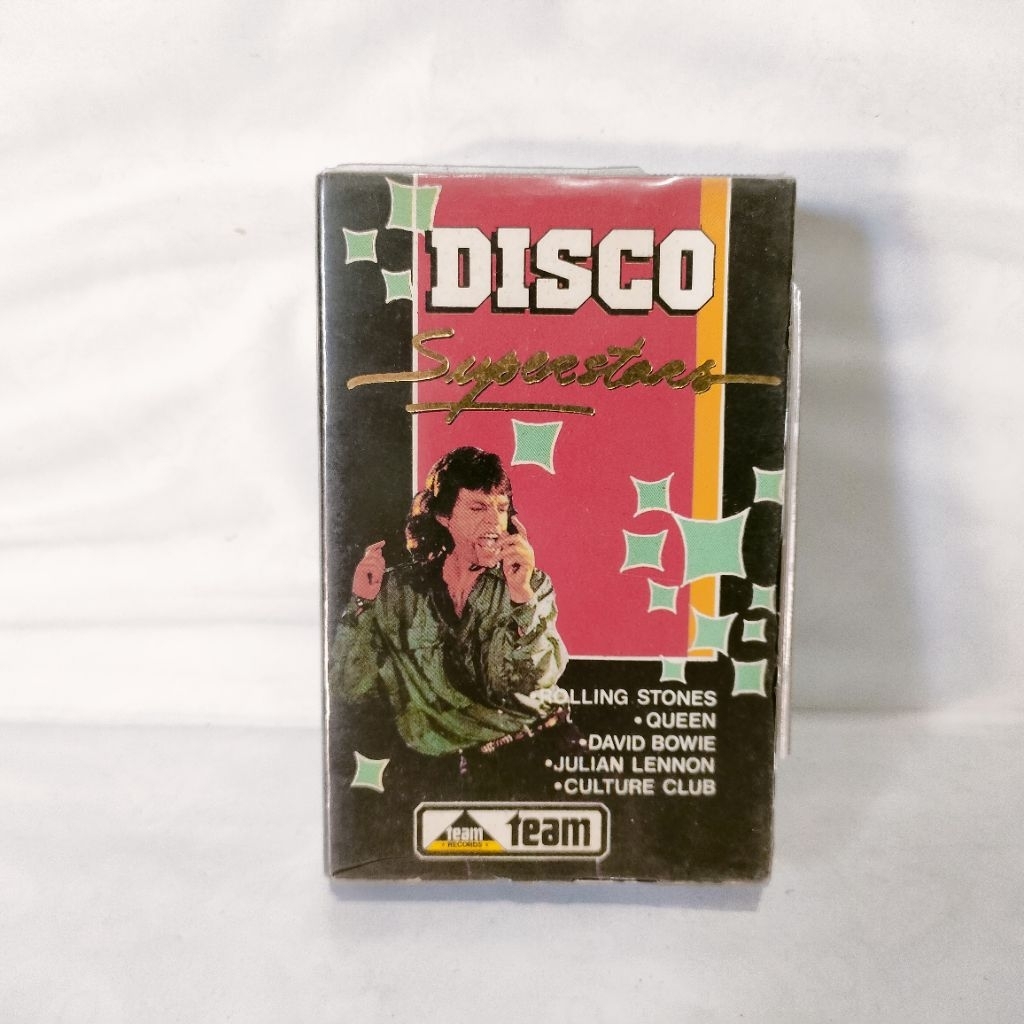 DISCO
Superstars
•ROLLING STONES
•QUEEN
•DAVID BOWIE
•JULIAN LENNON
•CULTURE CLUB
team team
RECORDS